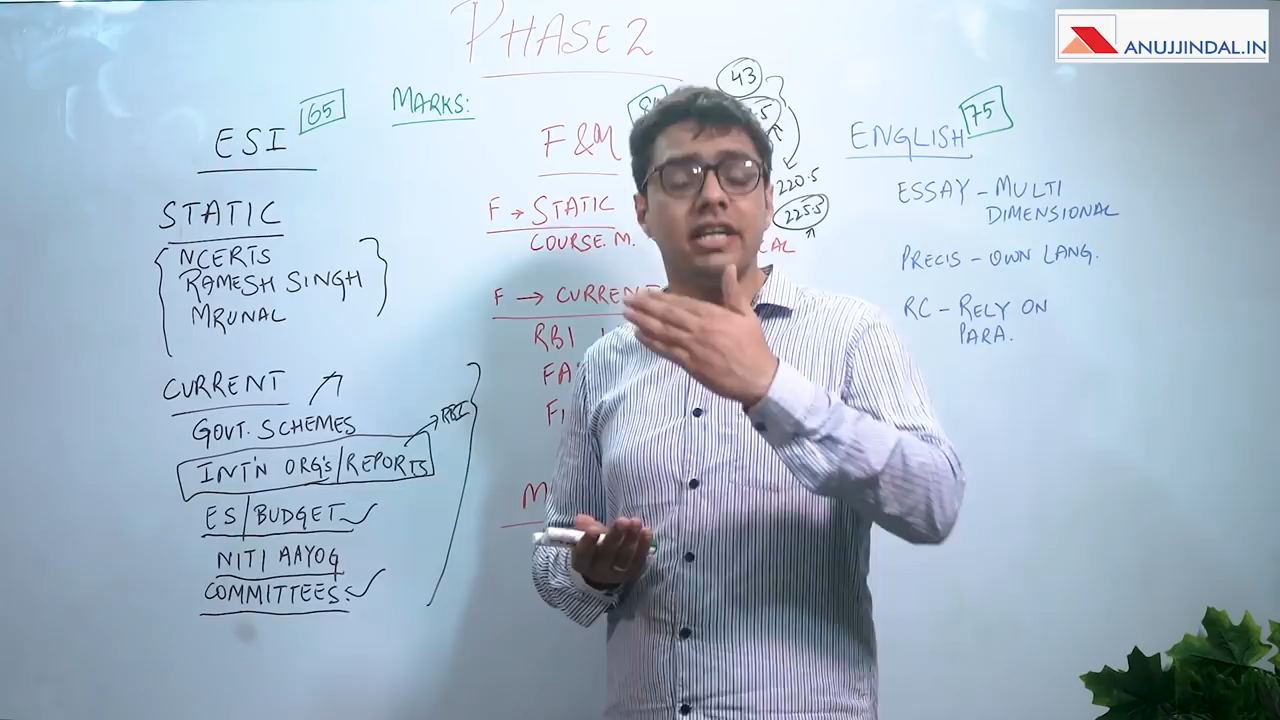 PHASE 2
ANUJJINDAL.IN
MARKS:
ESI
65
STATIC
NCERTS
RAMESH SINGH
MRUNAL
CURRENT
GOVT. SCHEMES
INT'N ORG'S/REPORTS
RBI
ES/BUDGET
NITI AAYOG
COMMITTEES:
F&M
43
220.5
225.5
F → STATIC
COURSE. M.
F → CURRENT
RBI
ENGLISH
75
ESSAY - MULTI
DIMENSIONAL
PRECIS - OWN LANG.
RC - RELY ON
PARA.